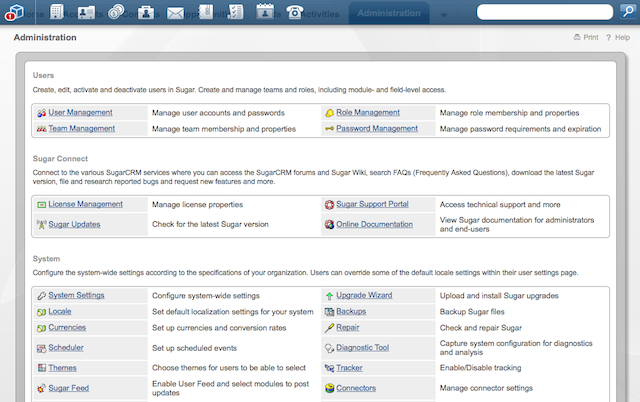 Administration
Administration
Print ? Help
Users
Create, edit, activate and deactivate users in Sugar. Create and manage teams and roles, including module- and field-level access.
User Management Manage user accounts and passwords Role Management Manage role membership and properties
Team Management Manage team membership and properties Password Management Manage password requirements and expiration
Sugar Connect
Connect to the various SugarCRM services where you can access the SugarCRM forums and Sugar Wiki, search FAQs (Frequently Asked Questions), download the latest Sugar
version, file and research reported bugs and request new features and more.
License Management Manage license properties Sugar Support Portal Access technical support and more
Sugar Updates Check for the latest Sugar version Online Documentation View Sugar documentation for administrators
and end-users
System
Configure the system-wide settings according to the specifications of your organization. Users can override some of the default locale settings within their user settings page.
System Settings Configure system-wide settings Upgrade Wizard Upload and install Sugar upgrades
Locale Set default localization settings for your system Backups Backup Sugar files
Currencies Set up currencies and conversion rates Repair Check and repair Sugar
Scheduler Set up scheduled events Diagnostic Tool Capture system configuration for diagnostics
and analysis
Themes Choose themes for users to be able to select Tracker Enable/Disable tracking
Sugar Feed Enable User Feed and select modules to post
updates Connectors Manage connector settings